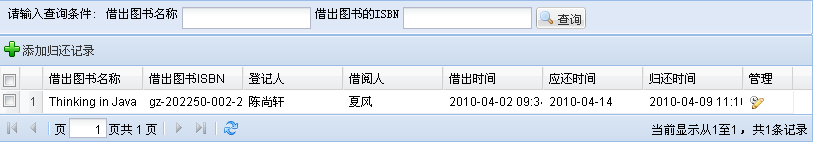 请输入查询条件: 借出图书名称 借出图书的ISBN 查询
添加归还记录
借出图书名称 借出图书ISBN 登记人 借阅人 借出时间 应还时间 归还时间 管理
1 Thinking in Java gz-202250-002-2 陈尚轩 夏风 2010-04-02 09:3 2010-04-14 2010-04-09 11:1
页 1 页共 1 页 当前显示从1至1，共1条记录